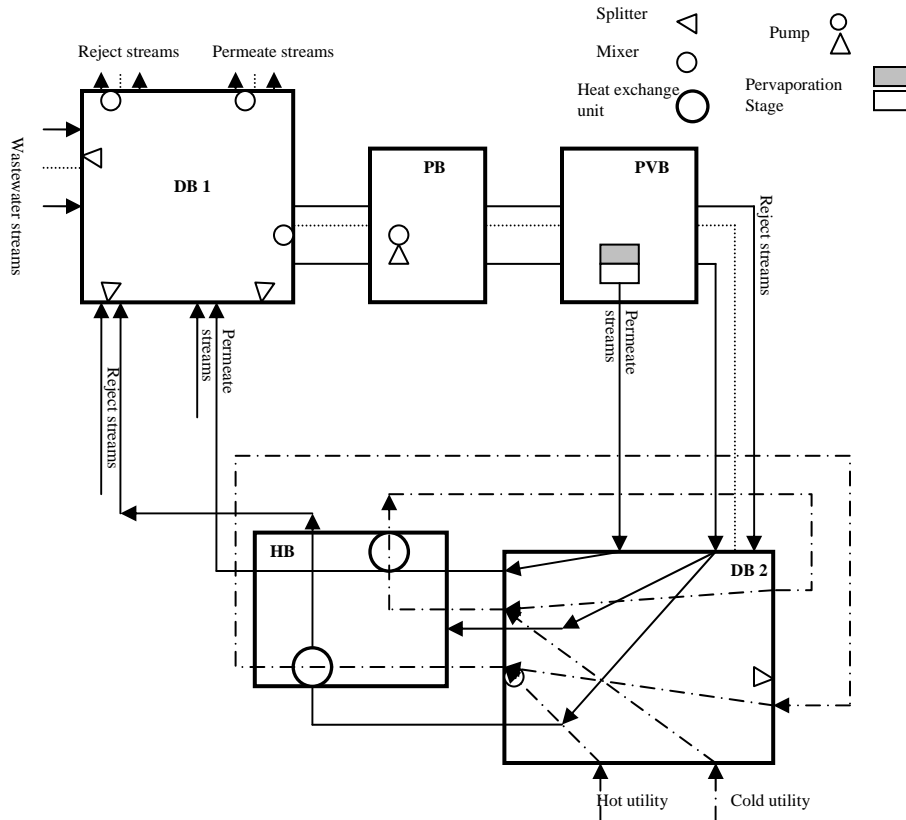 Splitter
Pump
Reject streams
Permeate streams
Mixer
Heat exchange
unit
Pervaporation
Stage
Wastewater streams
DB 1
PB
PVB
Reject streams
Permeate
streams
Permeate
streams
Reject streams
HB
DB 2
Hot utility
Cold utility